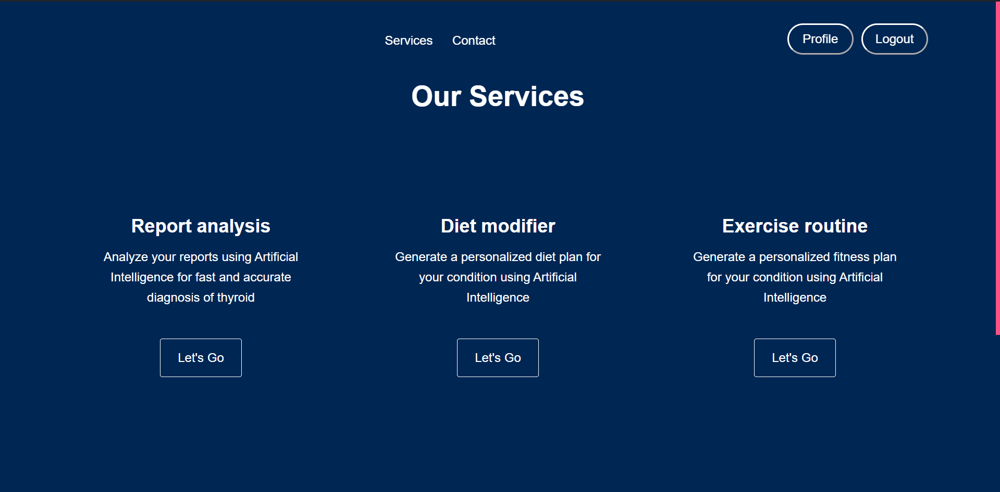 Services Contact
Profile Logout
Our Services
Report analysis
Analyze your reports using Artificial
Intelligence for fast and accurate
diagnosis of thyroid
Let's Go
Diet modifier
Generate a personalized diet plan for
your condition using Artificial
Intelligence
Let's Go
Exercise routine
Generate a personalized fitness plan
for your condition using Artificial
Intelligence
Let's Go